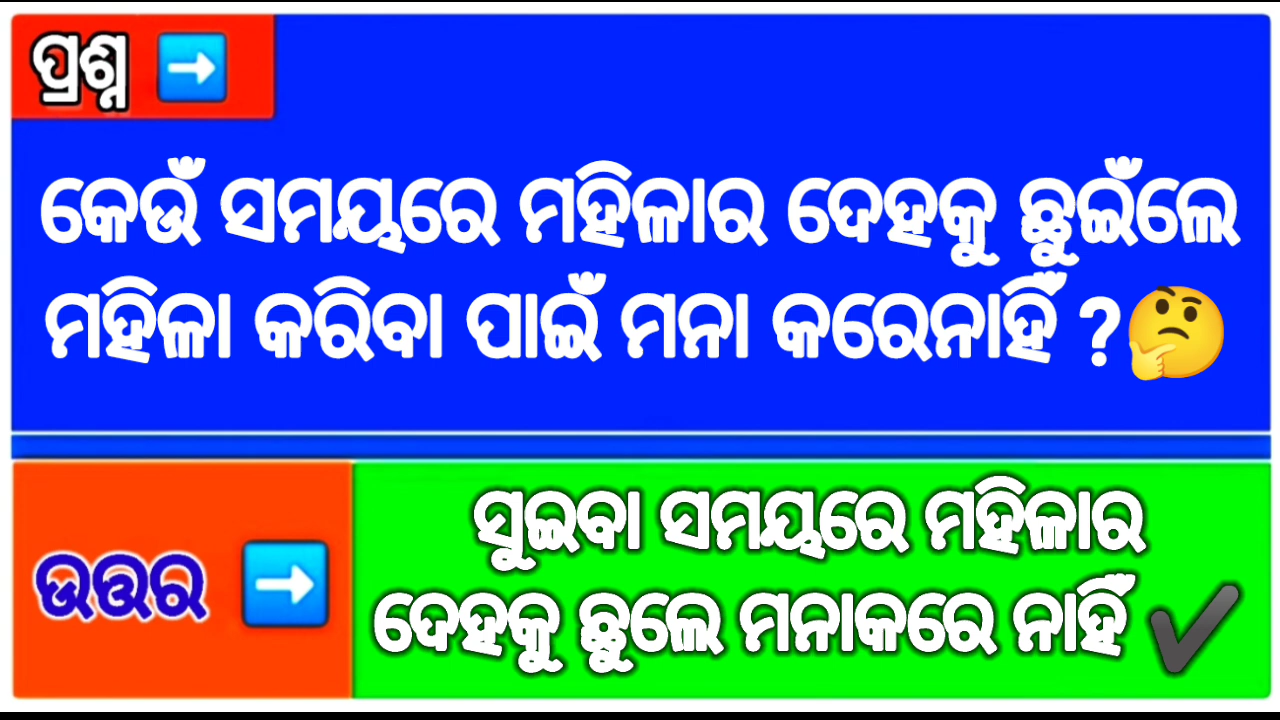 ପ୍ରଶ୍ନ ➡️
କେଉଁ ସମୟରେ ମହିଳାର ଦେହକୁ ଛୁଇଁଲେ
ମହିଳା କରିବା ପାଇଁ ମନା କରେନାହିଁ ?🤔
ସୁଇବା ସମୟରେ ମହିଳାର
ଉତ୍ତର ➡️
ଦେହକୁ ଛୁଲେ ମନାକରେ ନାହିଁ ✔️